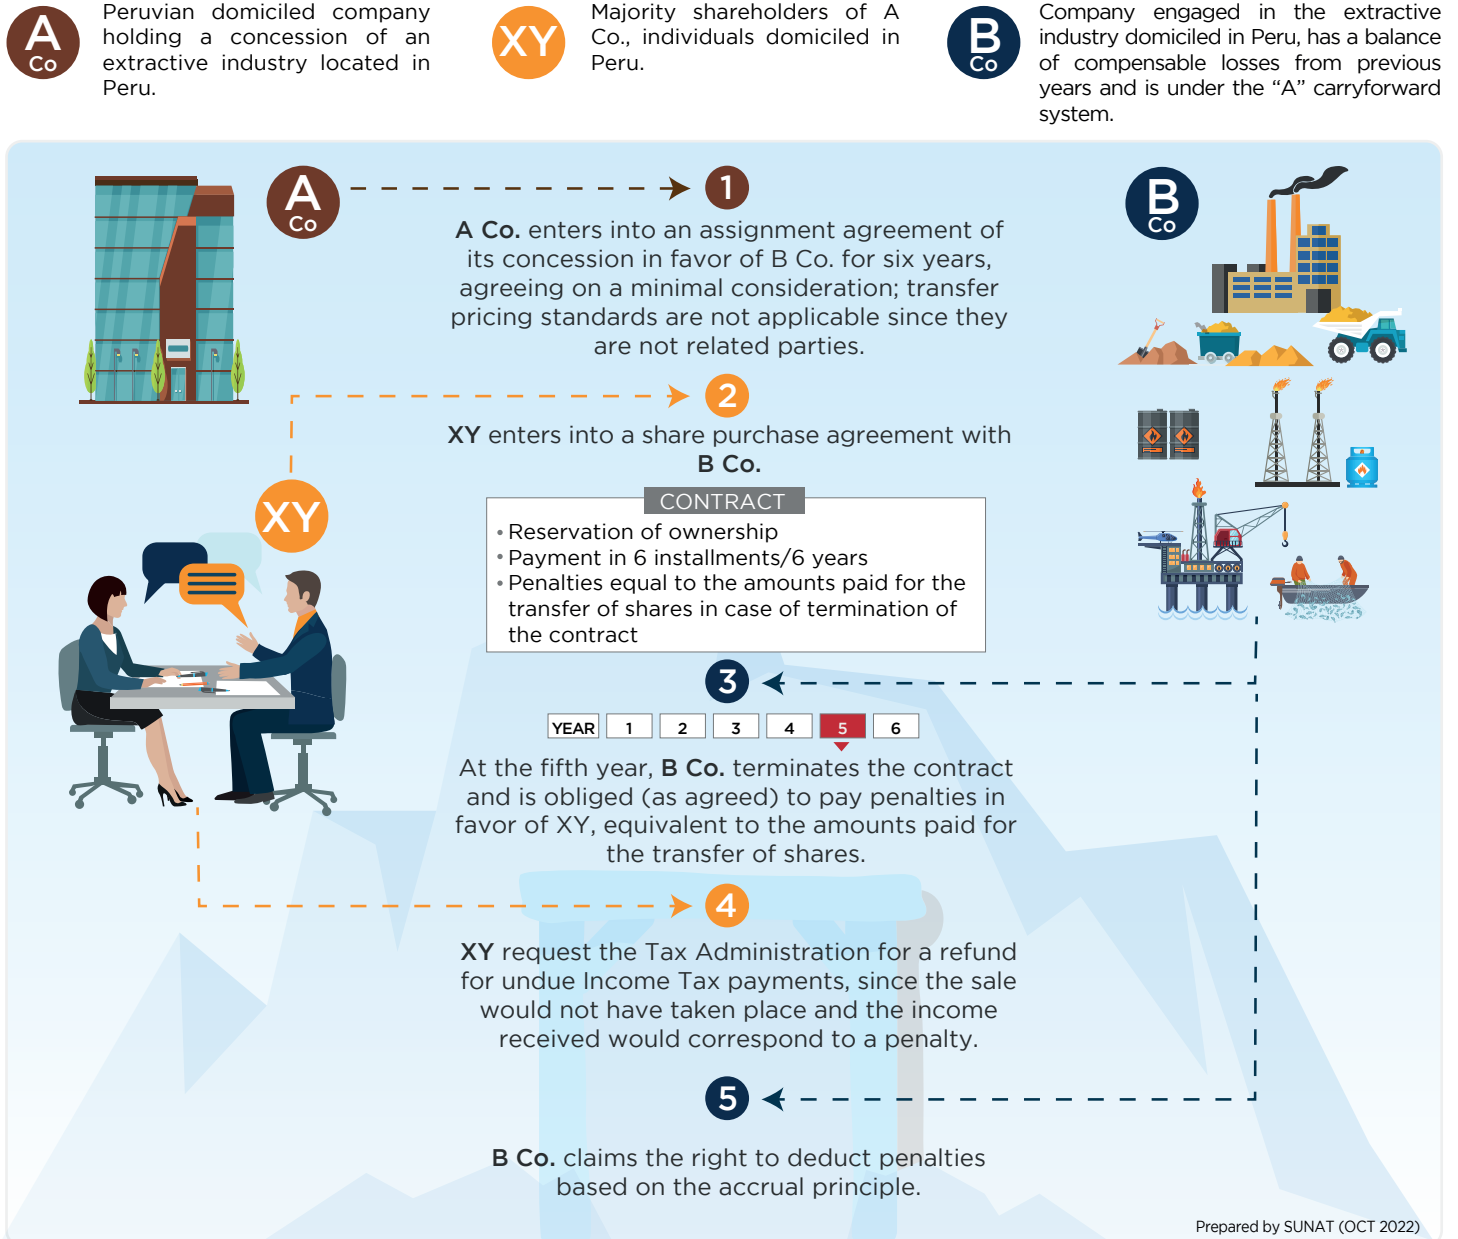 A
Co
Peruvian domiciled company
holding a concession of an
extractive industry located in
Peru.
XY
Majority shareholders of A
Co., individuals domiciled in
Peru.
B
Co
Company engaged in the extractive
industry domiciled in Peru, has a balance
of compensable losses from previous
years and is under the “A” carryforward
system.
A
Co
1
B
Co
A Co. enters into an assignment agreement of
its concession in favor of B Co. for six years,
agreeing on a minimal consideration; transfer
pricing standards are not applicable since they
are not related parties.
2
XY enters into a share purchase agreement with
B Co.
XY
CONTRACT
• Reservation of ownership
• Payment in 6 installments/6 years
• Penalties equal to the amounts paid for the
transfer of shares in case of termination of
the contract
3
YEAR 1 2 3 4 5 6
At the fifth year, B Co. terminates the contract
and is obliged (as agreed) to pay penalties in
favor of XY, equivalent to the amounts paid for
the transfer of shares.
4
XY request the Tax Administration for a refund
for undue Income Tax payments, since the sale
would not have taken place and the income
received would correspond to a penalty.
5
B Co. claims the right to deduct penalties
based on the accrual principle.
Prepared by SUNAT (OCT 2022)